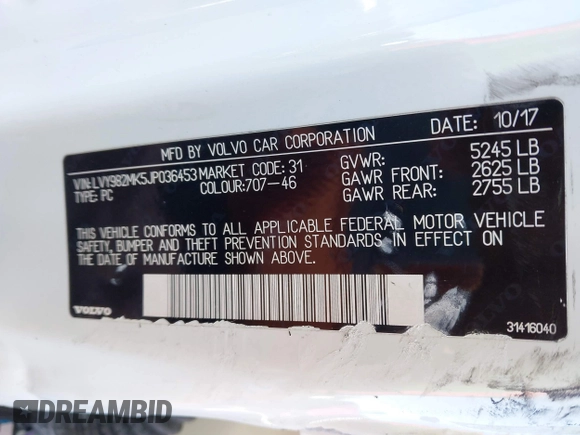 DATE: 10/17
MFD BY VOLVO CAR CORPORATION
VIN:LVY982MK5JP036453 MARKET CODE: 31 GVWR: 5245 LB
TYPE: PC COLOUR:707-46 GAWR FRONT: 2625 LB
GAWR REAR: 2755 LB
THIS VEHICLE CONFORMS TO ALL APPLICABLE FEDERAL MOTOR VEHICLE
SAFETY, BUMPER AND THEFT PREVENTION STANDARDS IN EFFECT ON
THE DATE OF MANUFACTURE SHOWN ABOVE.
VOLVO
31416040
DREAMBID